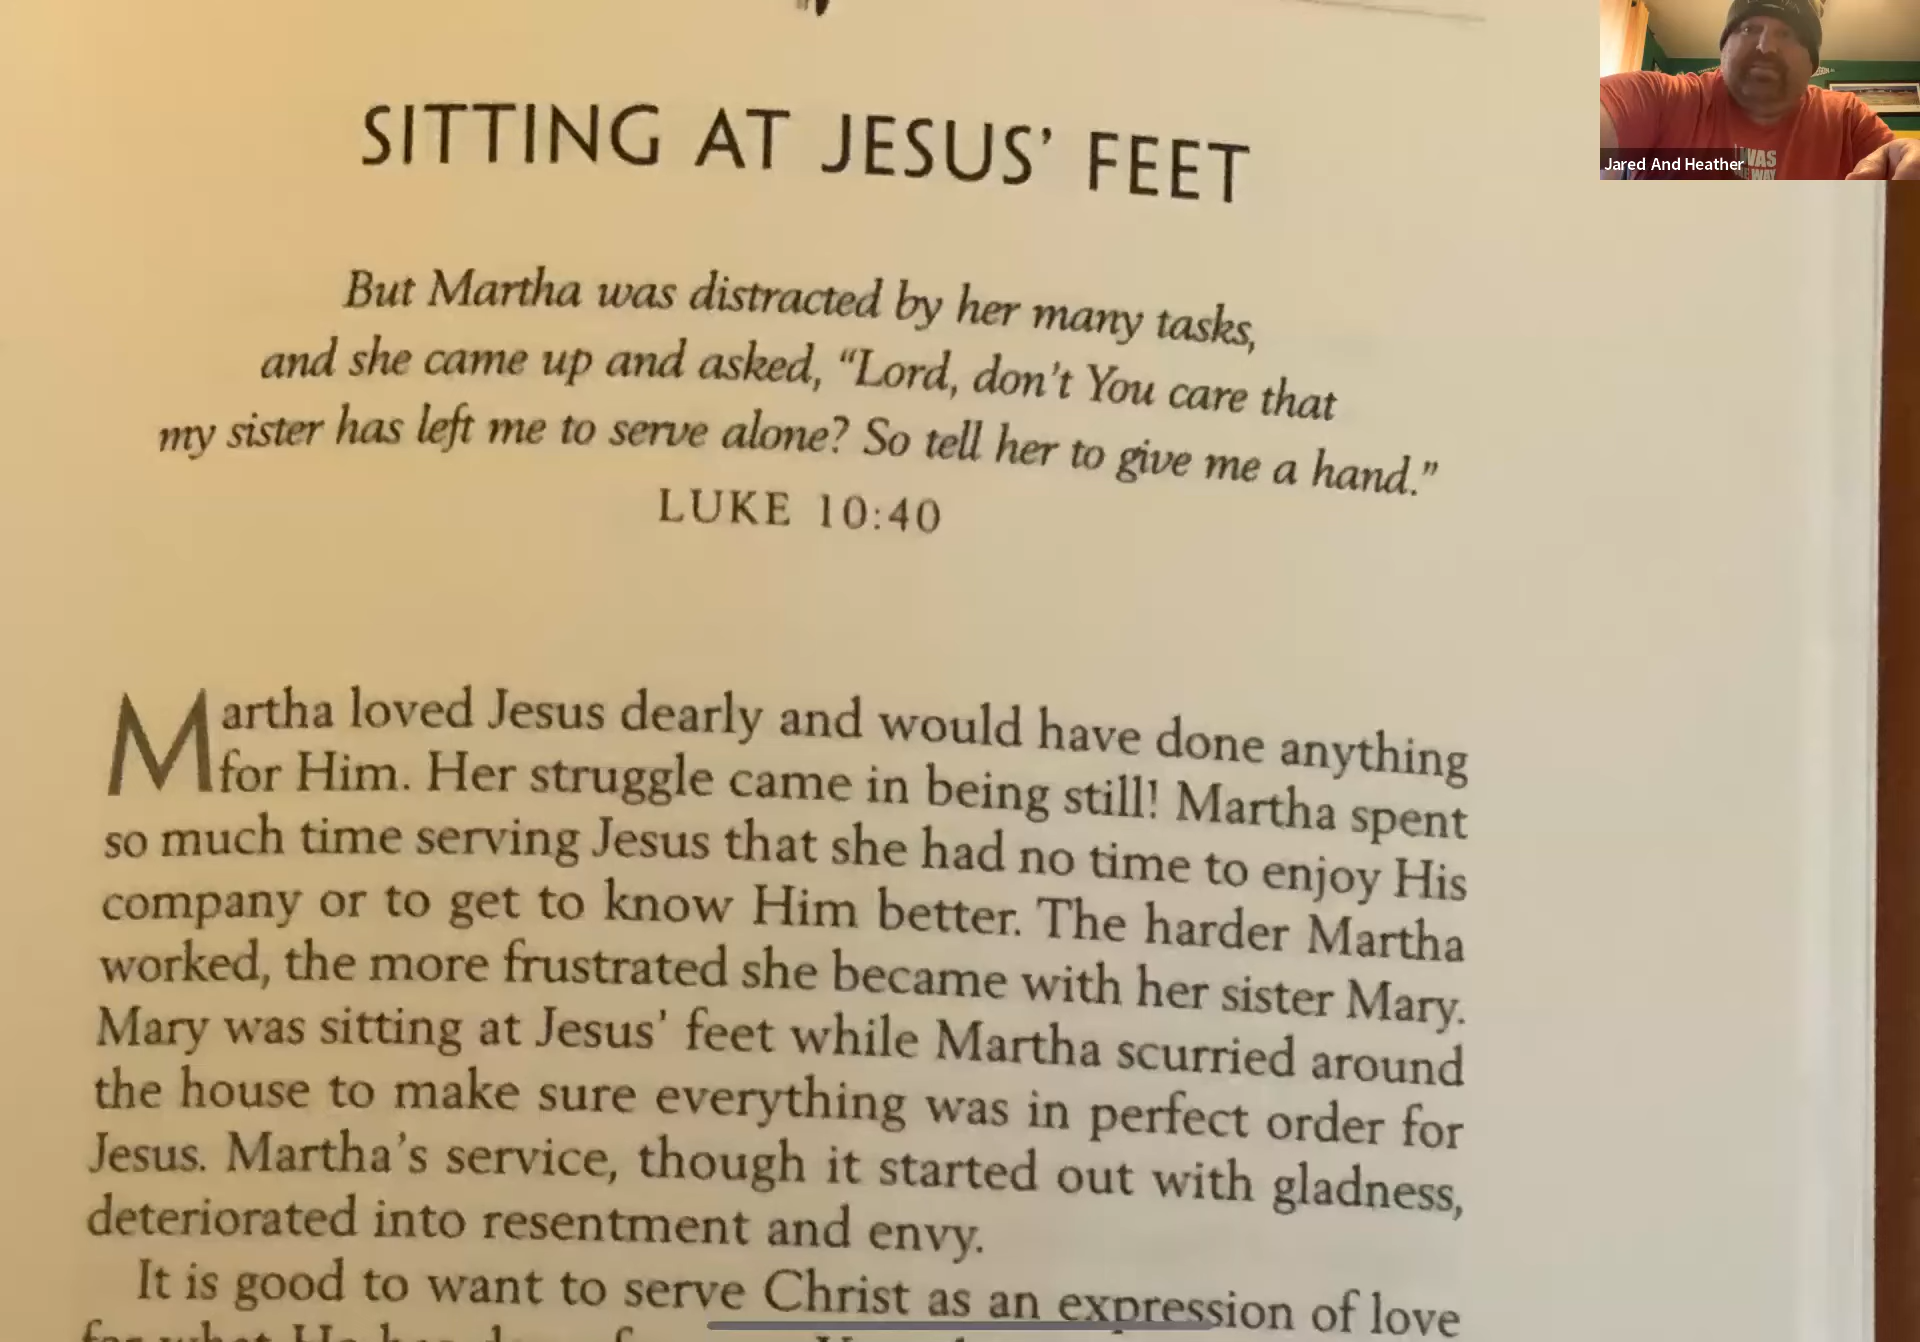 SITTING AT JESUS’ FEET
But Martha was distracted by her many tasks,
and she came up and asked, “Lord, don’t You care that
my sister has left me to serve alone? So tell her to give me a hand.”
LUKE 10:40
Martha loved Jesus dearly and would have done anything
for Him. Her struggle came in being still! Martha spent
so much time serving Jesus that she had no time to enjoy His
company or to get to know Him better. The harder Martha
worked, the more frustrated she became with her sister Mary.
Mary was sitting at Jesus’ feet while Martha scurried around
the house to make sure everything was in perfect order for
Jesus. Martha’s service, though it started out with gladness,
deteriorated into resentment and envy.
It is good to want to serve Christ as an expression of love
Jared And Heather
WAS
WAY